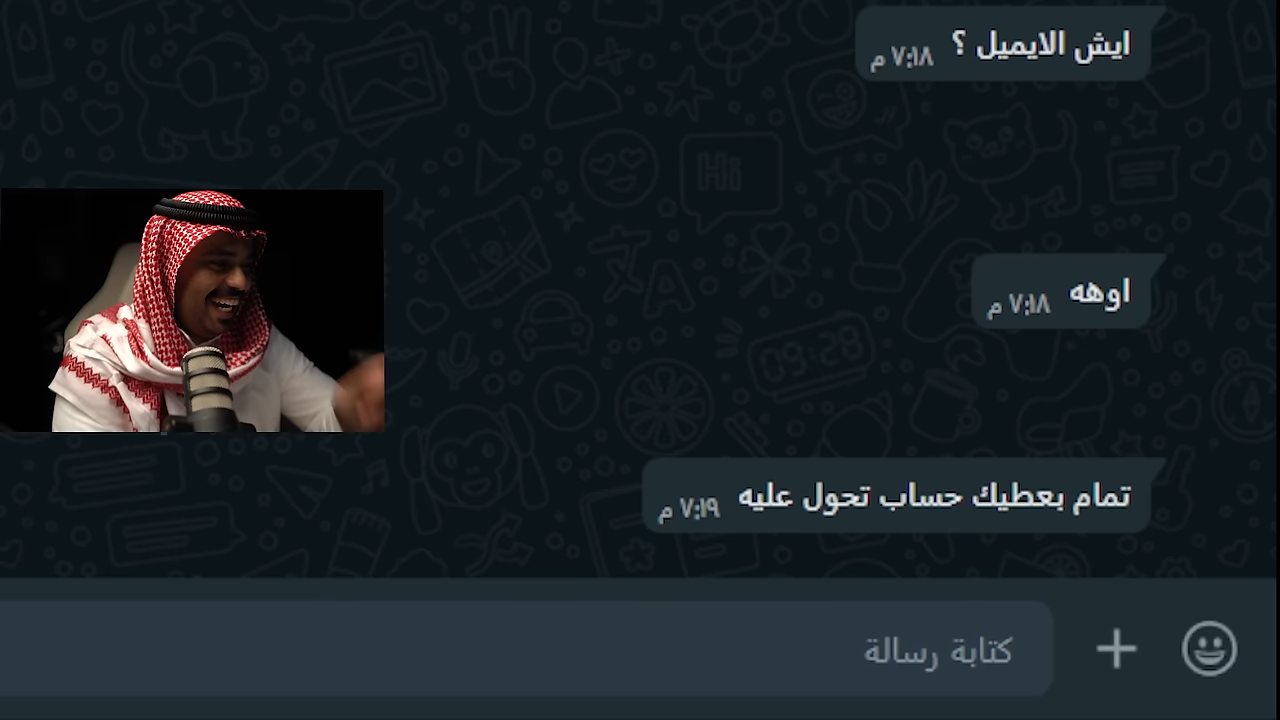 ايش الايميل ؟
٧:١٨ م
اوهه
٧:١٨ م
تمام بعطيك حساب تحول عليه
٧:١٩ م
كتابة رسالة